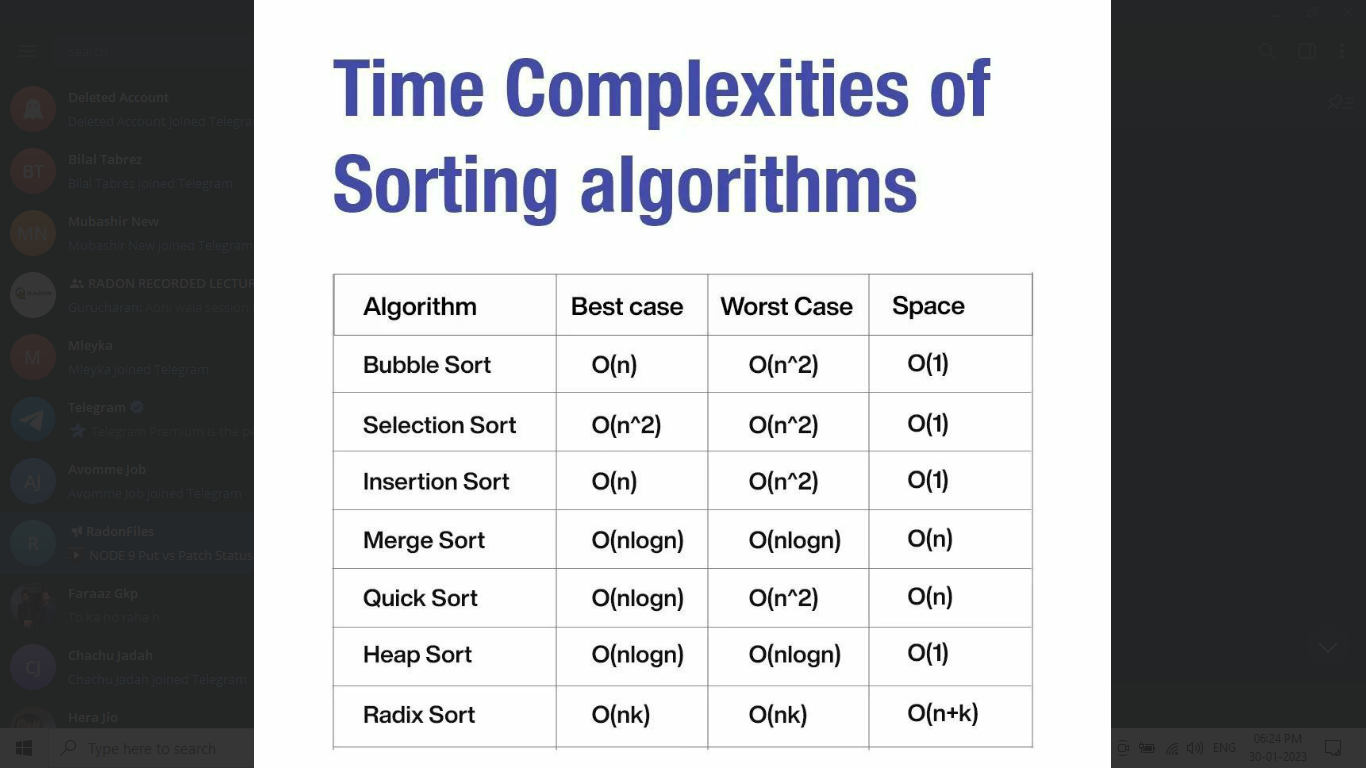 Time Complexities of
Sorting algorithms
Algorithm Best case Worst Case Space
Bubble Sort O(n) O(n^2) O(1)
Selection Sort O(n^2) O(n^2) O(1)
Insertion Sort O(n) O(n^2) O(1)
Merge Sort O(nlogn) O(nlogn) O(n)
Quick Sort O(nlogn) O(n^2) O(n)
Heap Sort O(nlogn) O(nlogn) O(1)
Radix Sort O(nk) O(nk) O(n+k)
Search
Deleted Account
Deleted Account joined Telegra
BT
Bilal Tabrez
Bilal Tabrez joined Telegram
MN
Mubashir New
Mubashir New joined Telegram
RADON RECORDED LECTUR
Gurucharan: Abhi wala session
M
Mleyka
Mleyka joined Telegram
Telegram
Telegram Premium is the p
AJ
Avomme Job
Avomme Job joined Telegram
R
RadonFiles
NODE 9 Put vs Patch Status
Faraaz Gkp
To ka ho raha h
CJ
Chachu Jadah
Chachu Jadah joined Telegram
Hera Jio
Type here to search
ENG
06:24 PM
30-01-2023